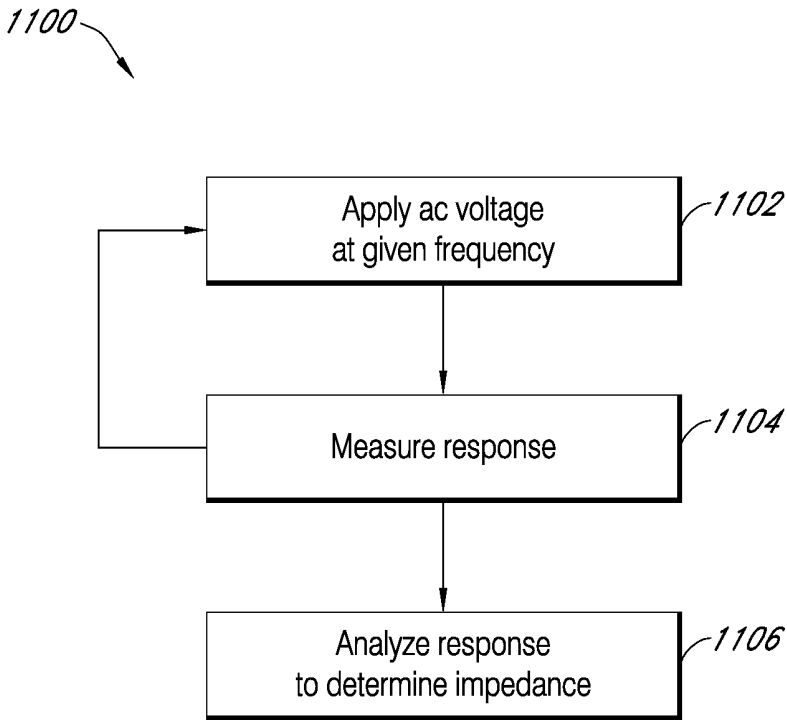 1100
Apply ac voltage
at given frequency
1102
Measure response
1104
Analyze response
to determine impedance
1106